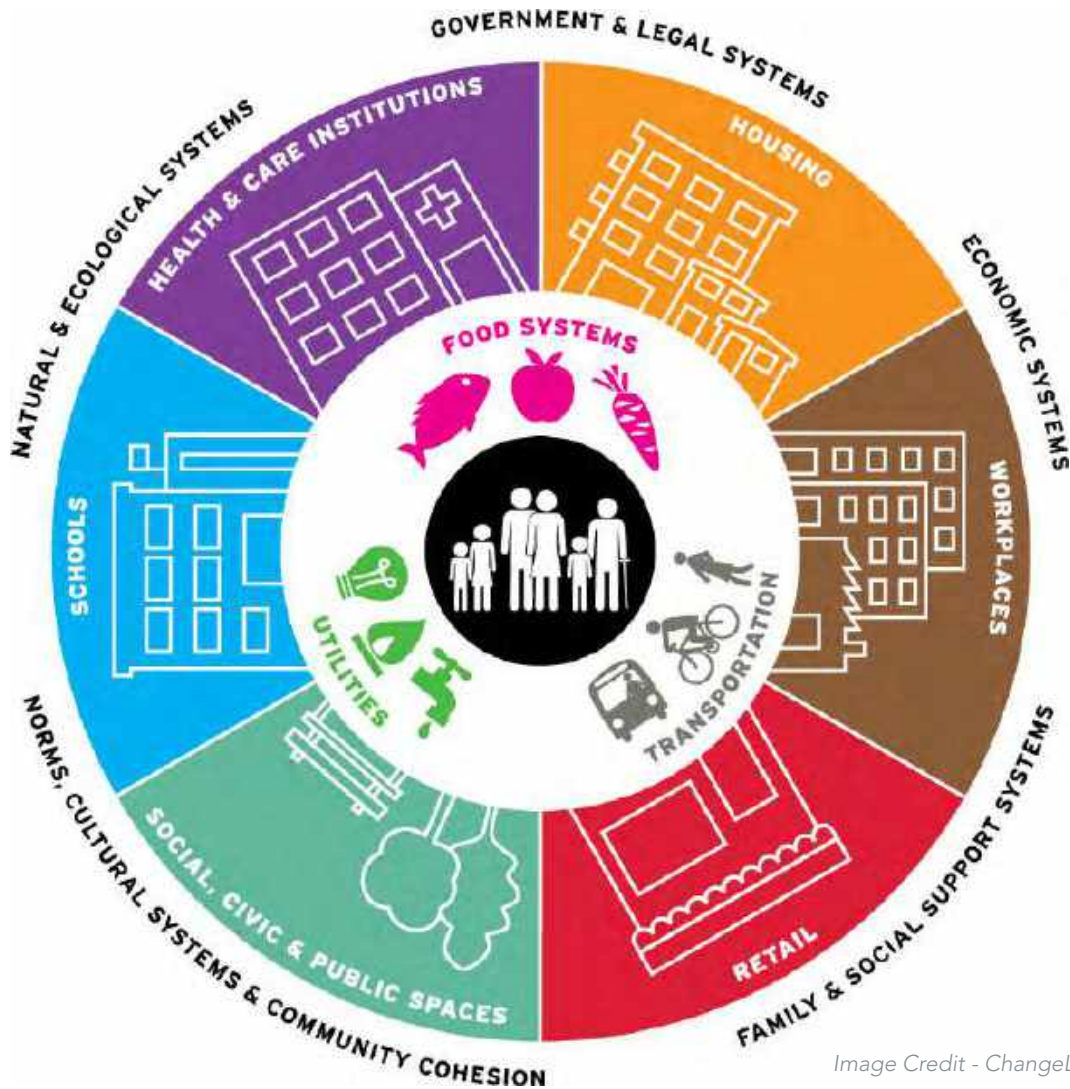 GOVERNMENT & LEGAL SYSTEMS
NATURAL & ECOLOGICAL SYSTEMS
ECONOMIC SYSTEMS
HEALTH & CARE INSTITUTIONS
HOUSING
FOOD SYSTEMS
SCHOOLS
WORKPLACES
UTILITIES
TRANSPORTATION
SOCIAL, CIVIC & PUBLIC SPACES
RETAIL
NORMS, CULTURAL SYSTEMS & COMMUNITY COHESION
FAMILY & SOCIAL SUPPORT SYSTEMS
Image Credit - Change